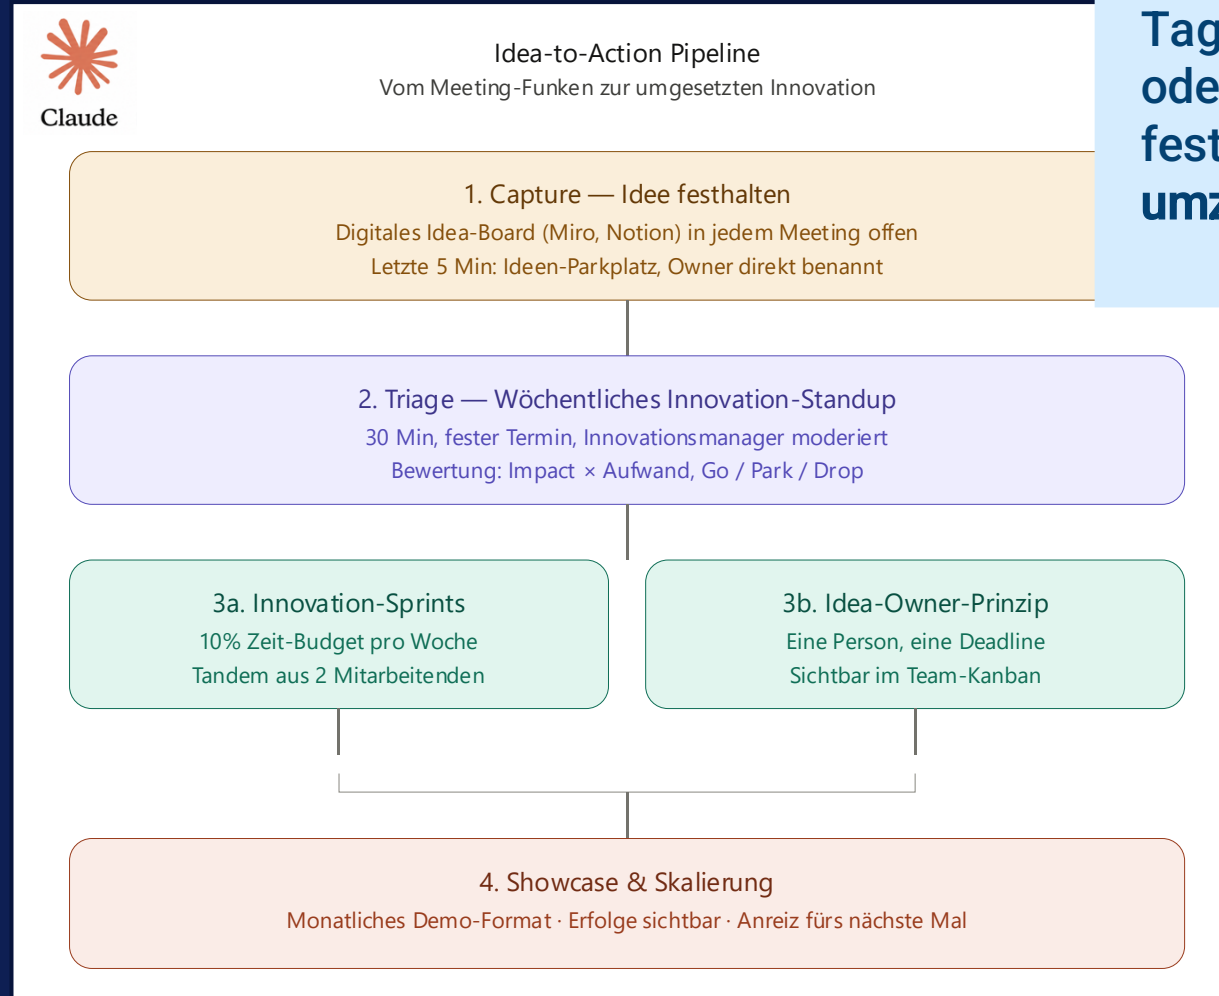 Claude
Idea-to-Action Pipeline
Vom Meeting-Funken zur umgesetzten Innovation
1. Capture — Idee festhalten
Digitales Idea-Board (Miro, Notion) in jedem Meeting offen
Letzte 5 Min: Ideen-Parkplatz, Owner direkt benannt
2. Triage — Wöchentliches Innovation-Standup
30 Min, fester Termin, Innovationsmanager moderiert
Bewertung: Impact × Aufwand, Go / Park / Drop
3a. Innovation-Sprints
10% Zeit-Budget pro Woche
Tandem aus 2 Mitarbeitenden
3b. Idea-Owner-Prinzip
Eine Person, eine Deadline
Sichtbar im Team-Kanban
4. Showcase & Skalierung
Monatliches Demo-Format · Erfolge sichtbar · Anreiz fürs nächste Mal